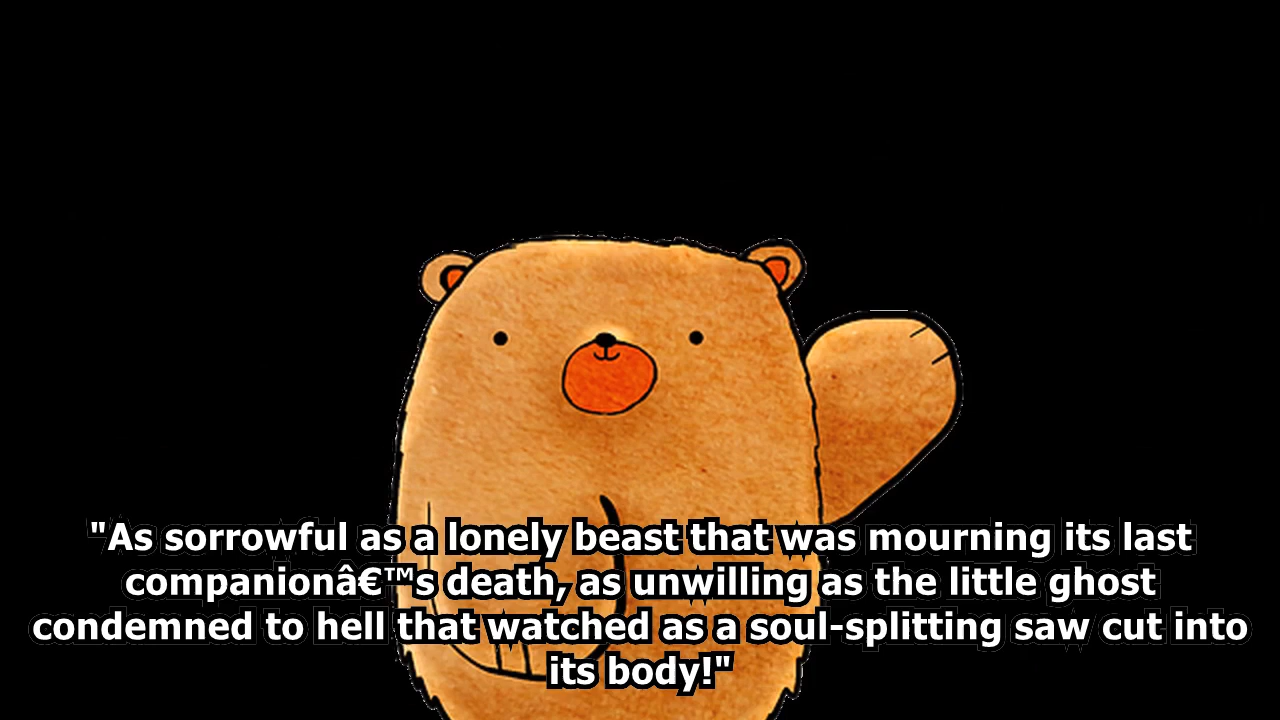 "As sorrowful as a lonely beast that was mourning its last
companionâ€™s death, as unwilling as the little ghost
condemned to hell that watched as a soul-splitting saw cut into
its body!"